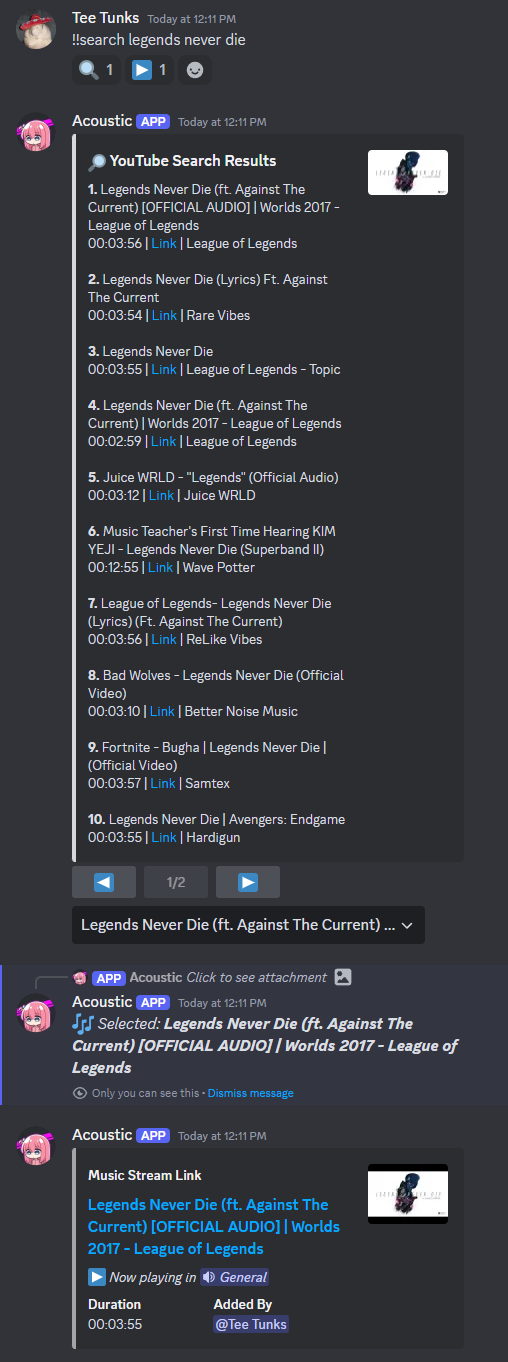 Tee Tunks Today at 12:11 PM
!!search legends never die
1 1
Acoustic APP Today at 12:11 PM
YouTube Search Results
1. Legends Never Die (ft. Against The
Current) [OFFICIAL AUDIO] | Worlds 2017 -
League of Legends
00:03:56 | Link | League of Legends
2. Legends Never Die (Lyrics) Ft. Against
The Current
00:03:54 | Link | Rare Vibes
3. Legends Never Die
00:03:55 | Link | League of Legends - Topic
4. Legends Never Die (ft. Against The
Current) | Worlds 2017 - League of Legends
00:02:59 | Link | League of Legends
5. Juice WRLD - "Legends" (Official Audio)
00:03:12 | Link | Juice WRLD
6. Music Teacher's First Time Hearing KIM
YEJI - Legends Never Die (Superband II)
00:12:55 | Link | Wave Potter
7. League of Legends- Legends Never Die
(Lyrics) (Ft. Against The Current)
00:03:56 | Link | ReLike Vibes
8. Bad Wolves - Legends Never Die (Official
Video)
00:03:10 | Link | Better Noise Music
9. Fortnite - Bugha | Legends Never Die |
(Official Video)
00:03:57 | Link | Samtex
10. Legends Never Die | Avengers: Endgame
00:03:55 | Link | Hardigun
1/2
Legends Never Die (ft. Against The Current) ...
APP Acoustic Click to see attachment
Acoustic APP Today at 12:11 PM
Selected: Legends Never Die (ft. Against The
Current) [OFFICIAL AUDIO] | Worlds 2017 - League of
Legends
Only you can see this • Dismiss message
Acoustic APP Today at 12:11 PM
Music Stream Link
Legends Never Die (ft. Against The
Current) [OFFICIAL AUDIO] | Worlds
2017 - League of Legends
Now playing in General
Duration Added By
00:03:55 @Tee Tunks